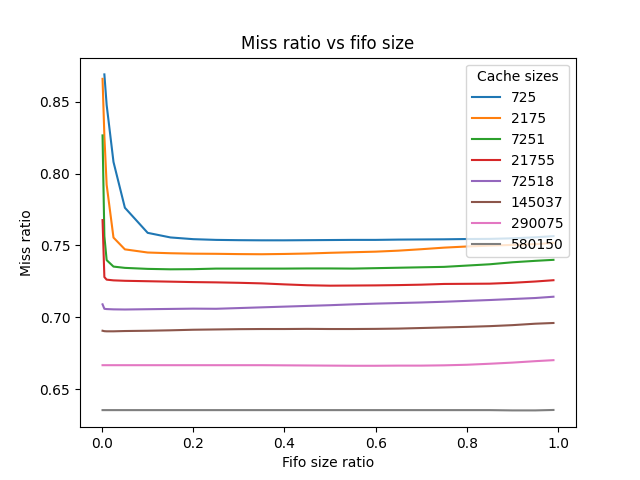 Miss ratio vs fifo size
Cache sizes
725
2175
7251
21755
72518
145037
290075
580150
0.85
0.80
0.75
0.70
0.65
Miss ratio
0.0 0.2 0.4 0.6 0.8 1.0
Fifo size ratio